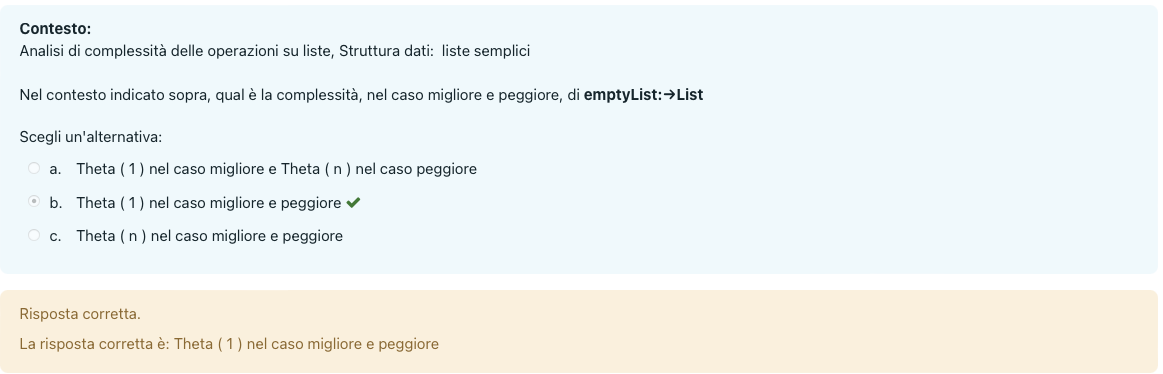 Contesto:
Analisi di complessità delle operazioni su liste, Struttura dati:  liste semplici
Nel contesto indicato sopra, qual è la complessità, nel caso migliore e peggiore, di emptyList:→List
Scegli un'alternativa:
a. Theta ( 1 ) nel caso migliore e Theta ( n ) nel caso peggiore
b. Theta ( 1 ) nel caso migliore e peggiore ✔
c. Theta ( n ) nel caso migliore e peggiore
Risposta corretta.
La risposta corretta è: Theta ( 1 ) nel caso migliore e peggiore